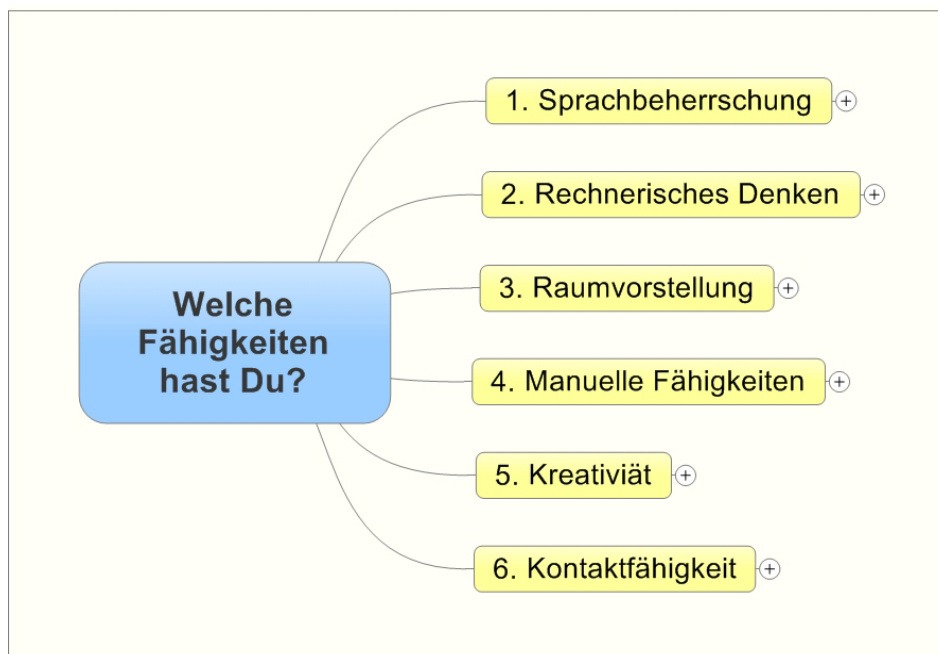 Welche
Fähigkeiten
hast Du?
1. Sprachbeherrschung
2. Rechnerisches Denken
3. Raumvorstellung
4. Manuelle Fähigkeiten
5. Kreativiät
6. Kontaktfähigkeit